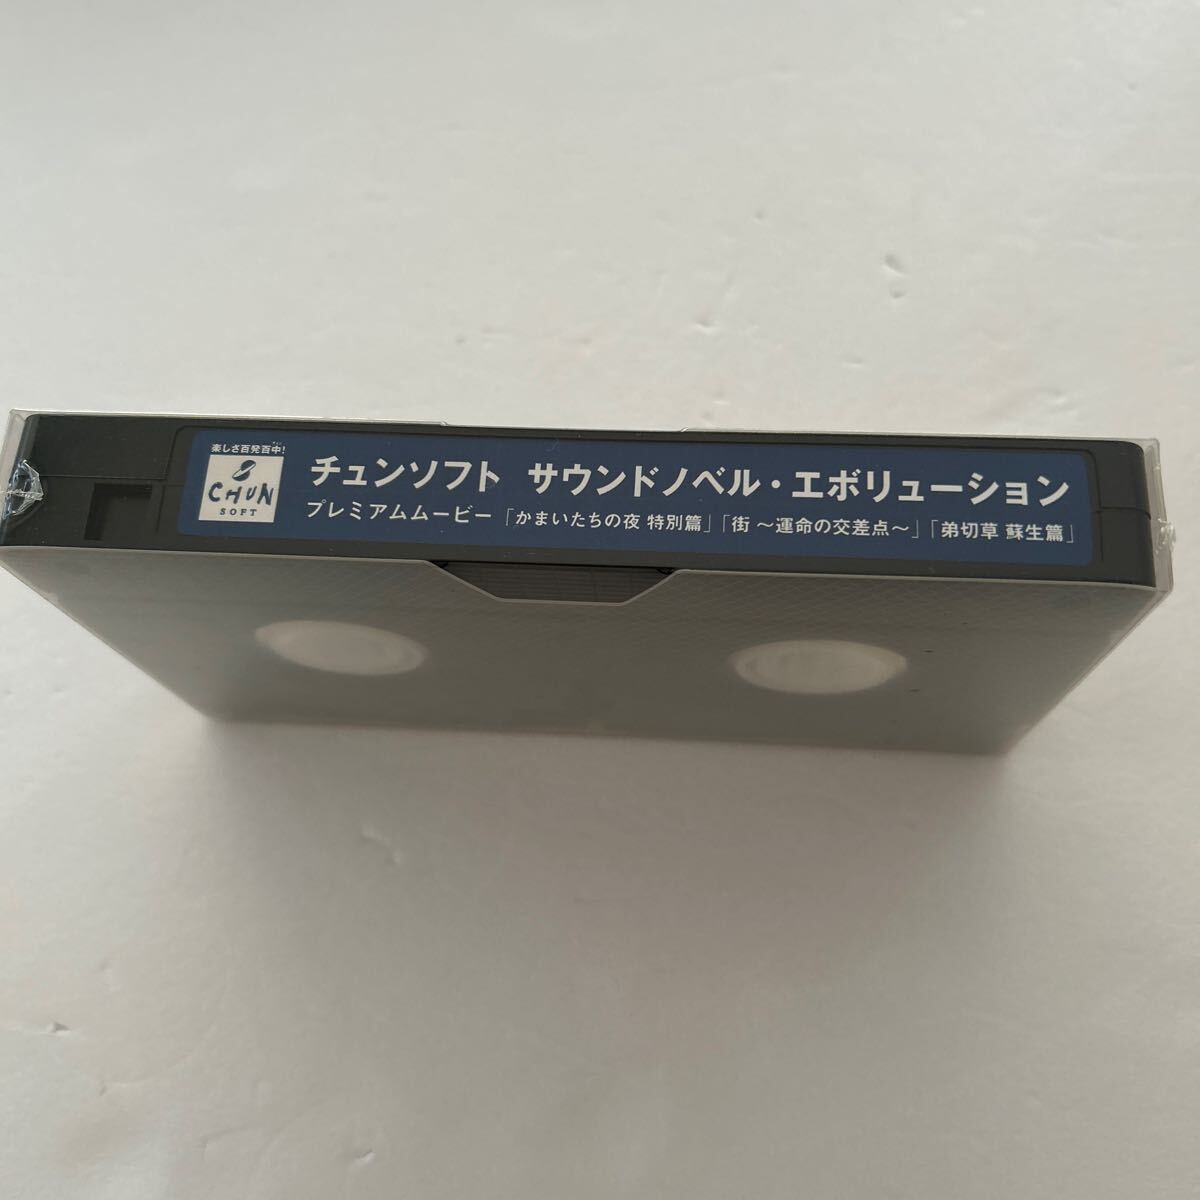 楽しさ百発百中!
CHUN
SOFT
チュンソフト サウンドノベル・エボリューション
プレミアムムービー「かまいたちの夜 特別篇」「街 ～運命の交差点～」「弟切草 蘇生篇」